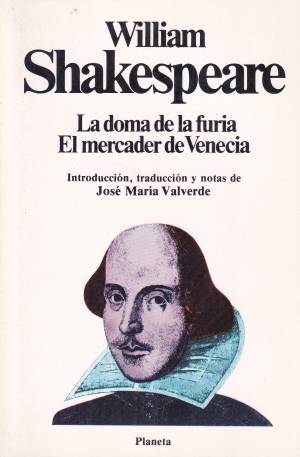 William
Shakespeare
La doma de la furia
El mercader de Venecia
Introducción, traducción y notas de
José María Valverde
Planeta